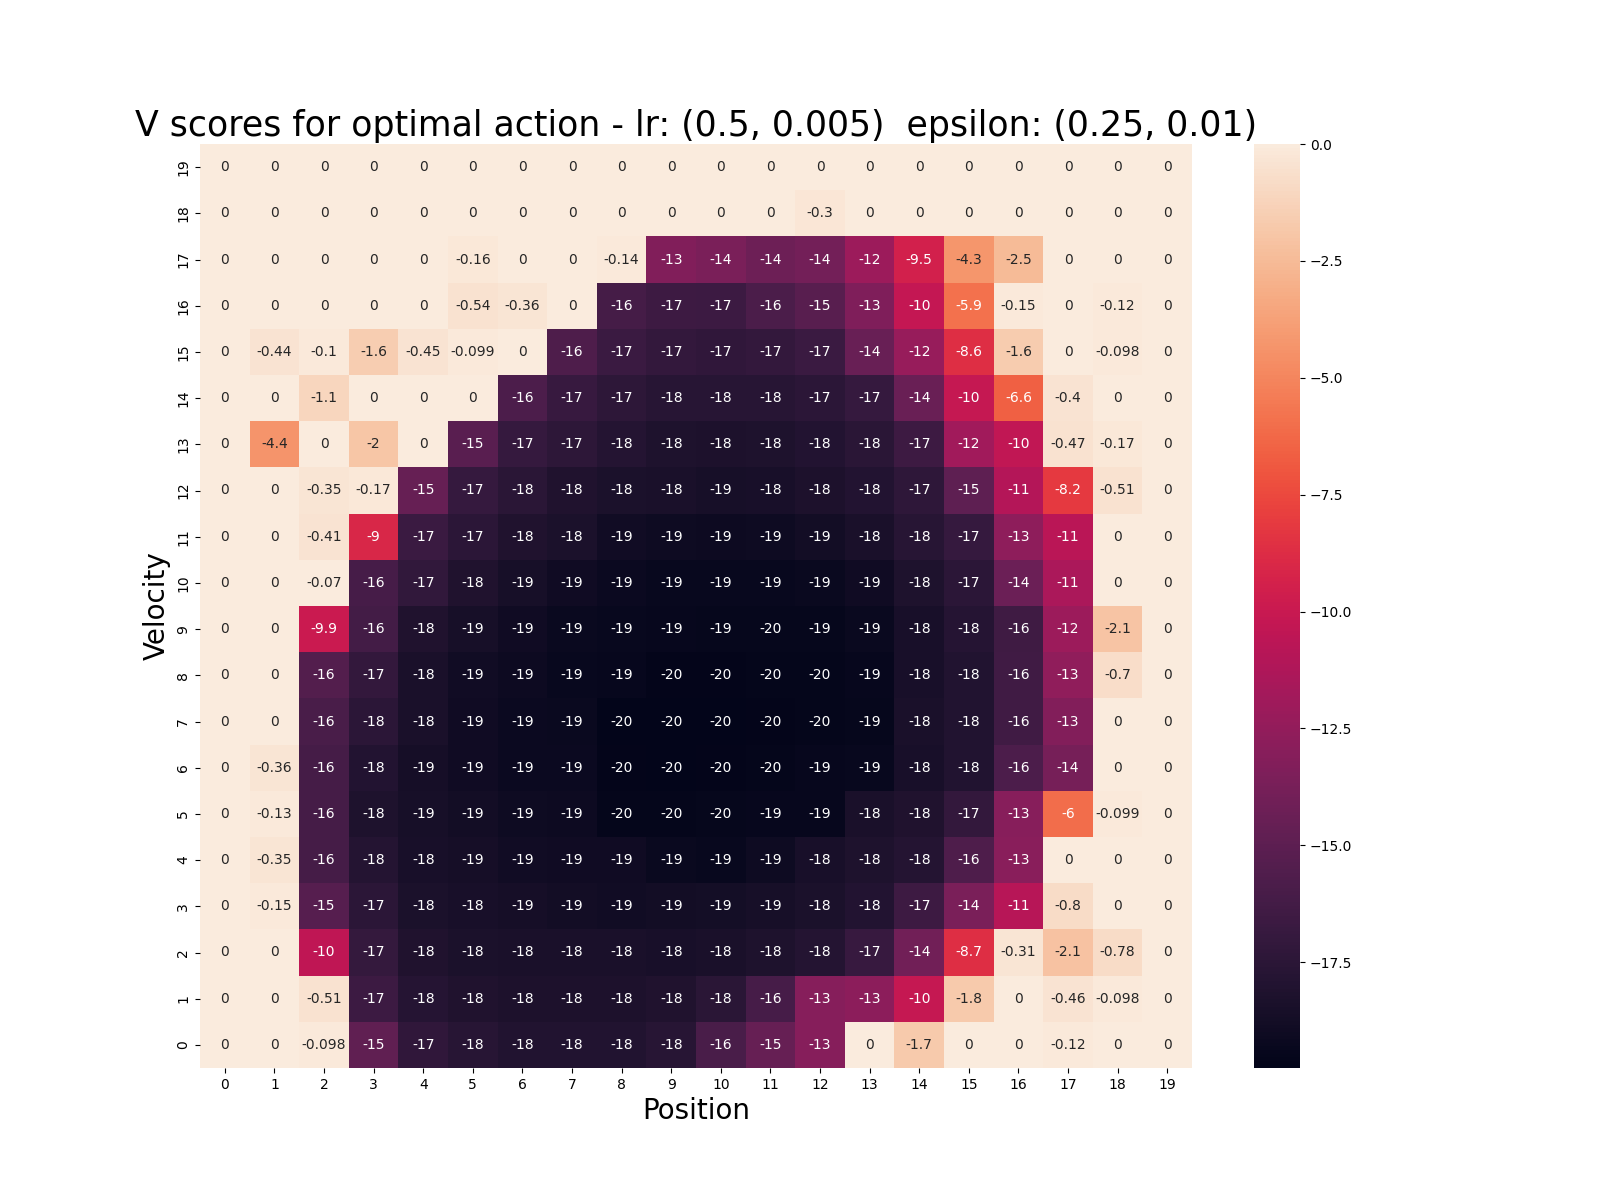 V scores for optimal action - lr: (0.5, 0.005)  epsilon: (0.25, 0.01)
19 0 0 0 0 0 0 0 0 0 0 0 0 0 0 0 0 0 0 0 0
18 0 0 0 0 0 0 0 0 0 0 0 0 -0.3 0 0 0 0 0 0 0
17 0 0 0 0 0 -0.16 0 0 -0.14 -13 -14 -14 -14 -12 -9.5 -4.3 -2.5 0 0 0
16 0 0 0 0 0 -0.54 -0.36 0 -16 -17 -17 -16 -15 -13 -10 -5.9 -0.15 0 -0.12 0
15 0 -0.44 -0.1 -1.6 -0.45 -0.099 0 -16 -17 -17 -17 -17 -17 -14 -12 -8.6 -1.6 0 -0.098 0
14 0 0 -1.1 0 0 0 -16 -17 -17 -18 -18 -18 -17 -17 -14 -10 -6.6 -0.4 0 0
13 0 -4.4 0 -2 0 -15 -17 -17 -18 -18 -18 -18 -18 -18 -17 -12 -10 -0.47 -0.17 0
12 0 0 -0.35 -0.17 -15 -17 -18 -18 -18 -18 -19 -18 -18 -18 -17 -15 -11 -8.2 -0.51 0
11 0 0 -0.41 -9 -17 -17 -18 -18 -19 -19 -19 -19 -19 -18 -18 -17 -13 -11 0 0
10 0 0 -0.07 -16 -17 -18 -19 -19 -19 -19 -19 -19 -19 -19 -18 -17 -14 -11 0 0
9 0 0 -9.9 -16 -18 -19 -19 -19 -19 -19 -19 -20 -19 -19 -18 -18 -16 -12 -2.1 0
8 0 0 -16 -17 -18 -19 -19 -19 -19 -20 -20 -20 -20 -19 -18 -18 -16 -13 -0.7 0
7 0 0 -16 -18 -18 -19 -19 -19 -20 -20 -20 -20 -20 -19 -18 -18 -16 -13 0 0
6 0 -0.36 -16 -18 -19 -19 -19 -19 -20 -20 -20 -20 -19 -19 -18 -18 -16 -14 0 0
5 0 -0.13 -16 -18 -19 -19 -19 -19 -20 -20 -20 -19 -19 -18 -18 -17 -13 -6 -0.099 0
4 0 -0.35 -16 -18 -18 -19 -19 -19 -19 -19 -19 -19 -18 -18 -18 -16 -13 0 0 0
3 0 -0.15 -15 -17 -18 -18 -19 -19 -19 -19 -19 -19 -18 -18 -17 -14 -11 -0.8 0 0
2 0 0 -10 -17 -18 -18 -18 -18 -18 -18 -18 -18 -18 -17 -14 -8.7 -0.31 -2.1 -0.78 0
1 0 0 -0.51 -17 -18 -18 -18 -18 -18 -18 -18 -16 -13 -13 -10 -1.8 0 -0.46 -0.098 0
0 0 0 -0.098 -15 -17 -18 -18 -18 -18 -18 -16 -15 -13 0 -1.7 0 0 -0.12 0 0
0 1 2 3 4 5 6 7 8 9 10 11 12 13 14 15 16 17 18 19
Position
Velocity
0.0
−2.5
−5.0
−7.5
−10.0
−12.5
−15.0
−17.5